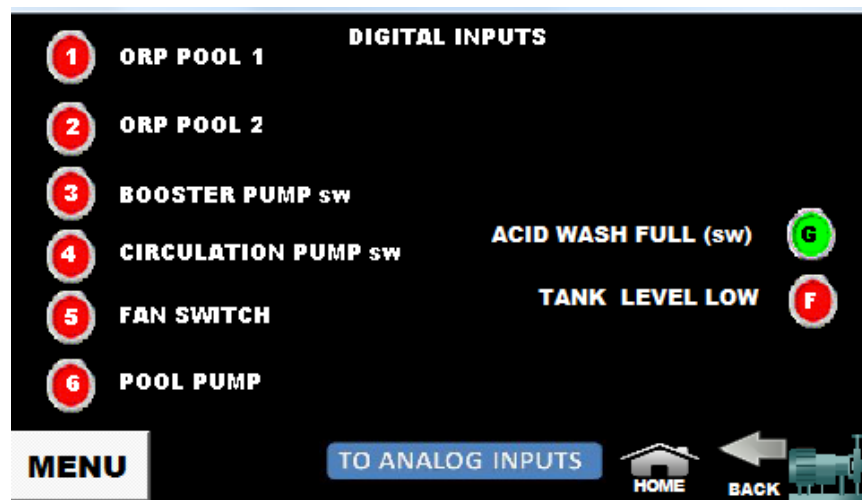 DIGITAL INPUTS
1 ORP POOL 1
2 ORP POOL 2
3 BOOSTER PUMP sw
4 CIRCULATION PUMP sw
5 FAN SWITCH
6 POOL PUMP
ACID WASH FULL (sw) G
TANK LEVEL LOW F
MENU
TO ANALOG INPUTS
HOME
BACK